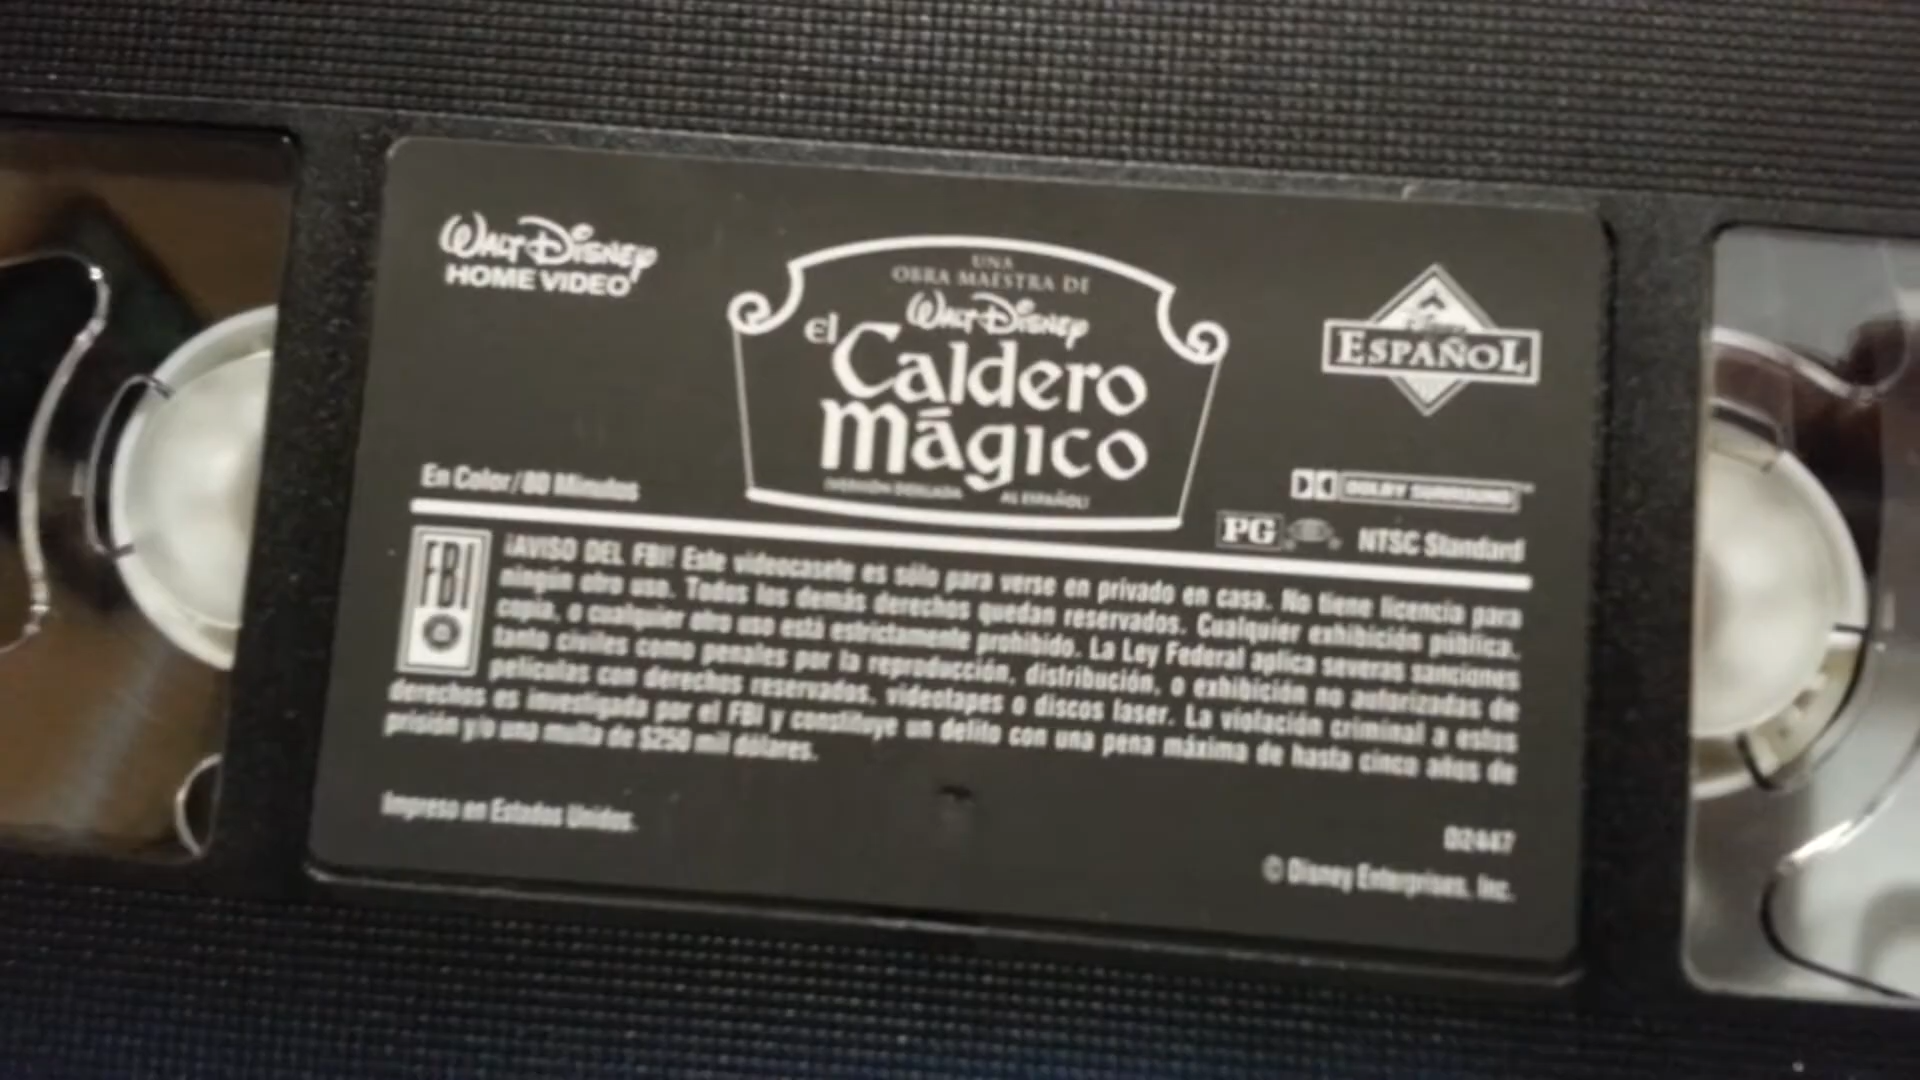 WALT DISNEY
HOME VIDEO
UNA
OBRA MAESTRA DE
WALT DISNEY
el Caldero
mágico
(VERSIÓN DOBLADA AL ESPAÑOL)
DISNEY
ESPAÑOL
En Color/80 Minutos
DOLBY SURROUND
PG NTSC Standard
FBI
¡AVISO DEL FBI! Este videocasete es sólo para verse en privado en casa. No tiene licencia para
ningún otro uso. Todos los demás derechos quedan reservados. Cualquier exhibición pública,
copia, o cualquier otro uso está estrictamente prohibido. La Ley Federal aplica severas sanciones
tanto civiles como penales por la reproducción, distribución, o exhibición no autorizadas de
películas con derechos reservados, videotapes o discos laser. La violación criminal a estos
derechos es investigada por el FBI y constituye un delito con una pena máxima de hasta cinco años de
prisión y/o una multa de $250 mil dólares.
Impreso en Estados Unidos.
D2447
© Disney Enterprises, Inc.